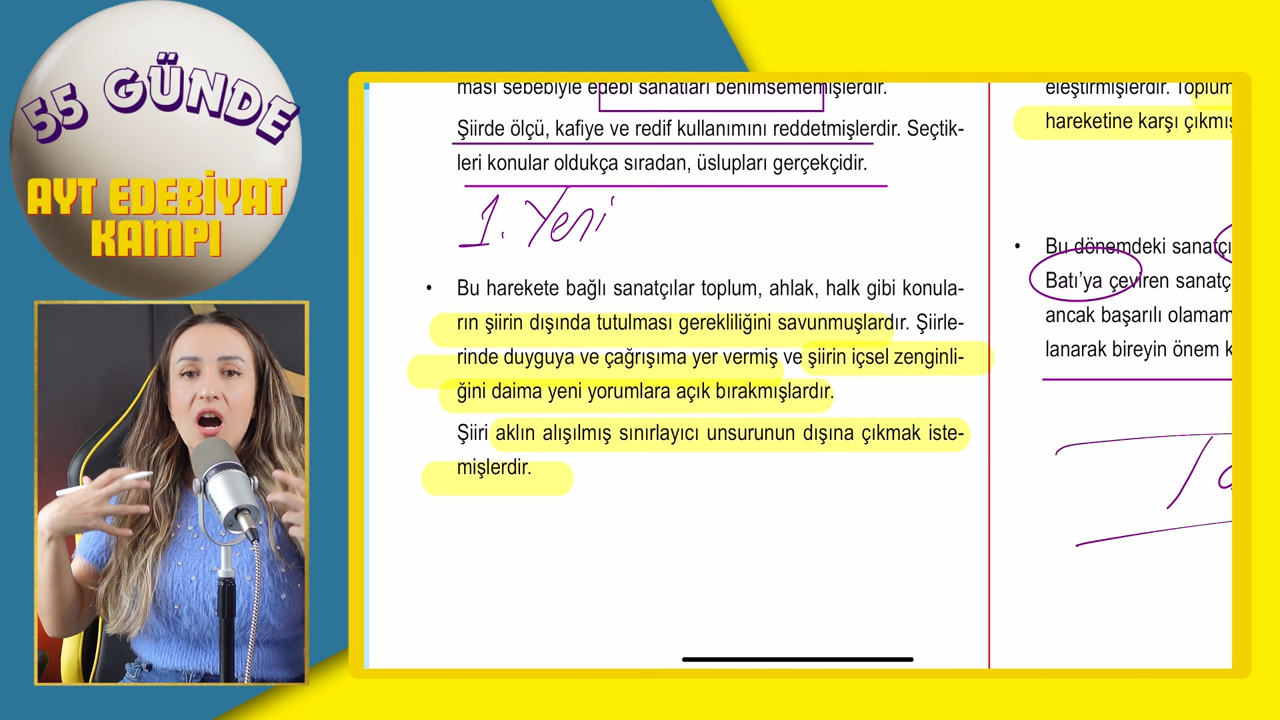 55 GÜNDE
AYT EDEBİYAT
KAMPI
ması sebebiyle edebi sanatları benimsememişlerdir.
Şiirde ölçü, kafiye ve redif kullanımını reddetmişlerdir. Seçtik-
leri konular oldukça sıradan, üslupları gerçekçidir.
1. Yeni
• Bu harekete bağlı sanatçılar toplum, ahlak, halk gibi konula-
rın şiirin dışında tutulması gerekliliğini savunmuşlardır. Şiirle-
rinde duyguya ve çağrışıma yer vermiş ve şiirin içsel zenginli-
ğini daima yeni yorumlara açık bırakmışlardır.
Şiiri aklın alışılmış sınırlayıcı unsurunun dışına çıkmak iste-
mişlerdir.
eleştirmişlerdir. Toplum
hareketine karşı çıkmış
• Bu dönemdeki sanatçı
Batı'ya çeviren sanatç
ancak başarılı olamam
lanarak bireyin önem k